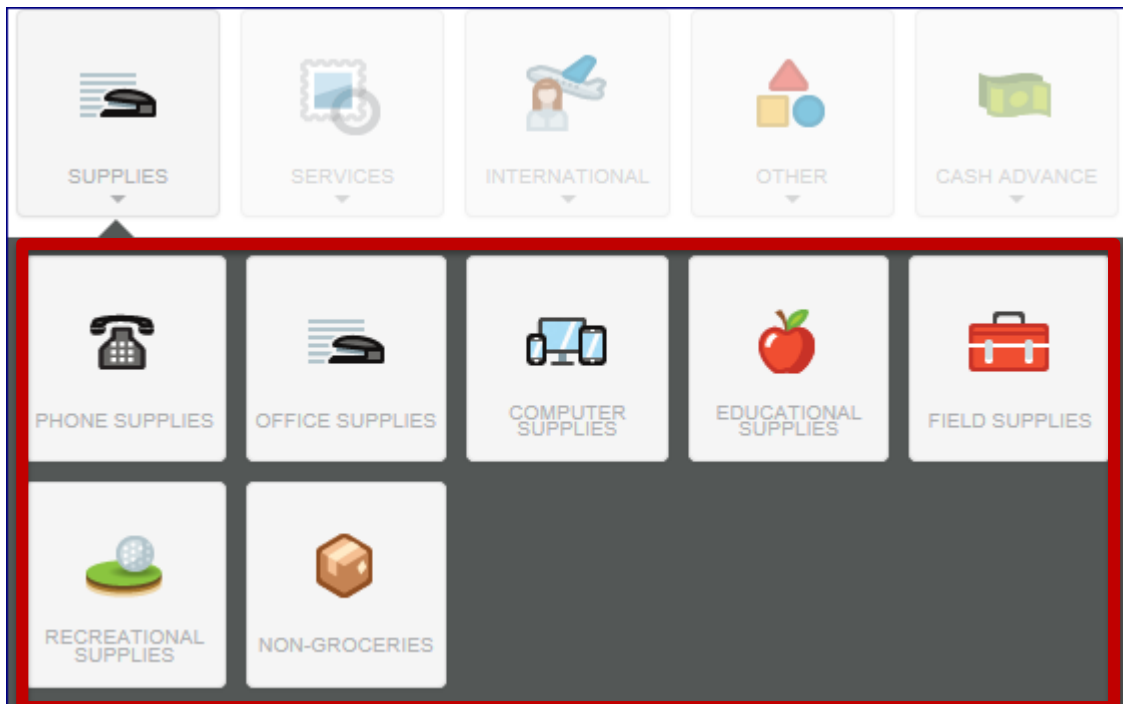 SUPPLIES
SERVICES
INTERNATIONAL
OTHER
CASH ADVANCE
PHONE SUPPLIES
OFFICE SUPPLIES
COMPUTER
SUPPLIES
EDUCATIONAL
SUPPLIES
FIELD SUPPLIES
RECREATIONAL
SUPPLIES
NON-GROCERIES